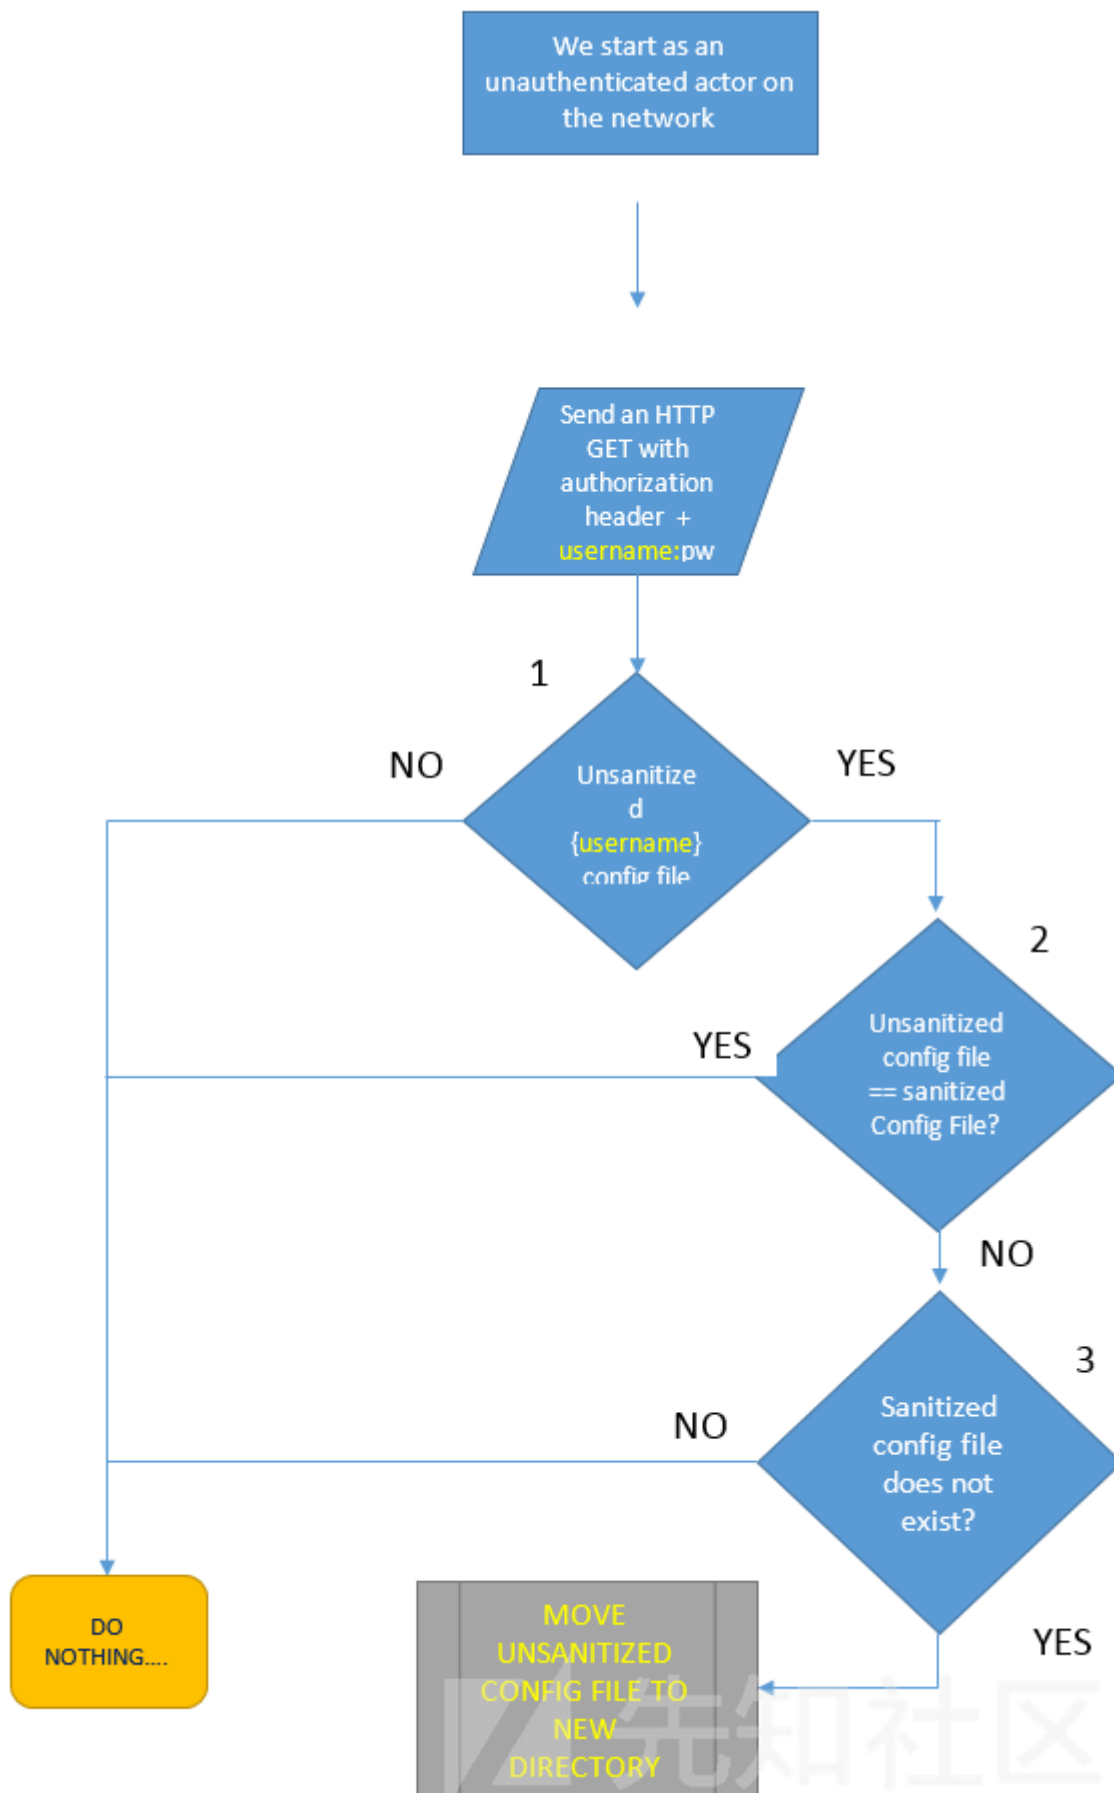 We start as an
unauthenticated actor on
the network
Send an HTTP
GET with
authorization
header +
username:pw
1
NO
YES
Unsanitize
d
{username}
config file
2
YES
Unsanitized
config file
== sanitized
Config File?
NO
3
NO
Sanitized
config file
does not
exist?
YES
DO
NOTHING....
MOVE
UNSANITIZED
CONFIG FILE TO
NEW
DIRECTORY
先知社区